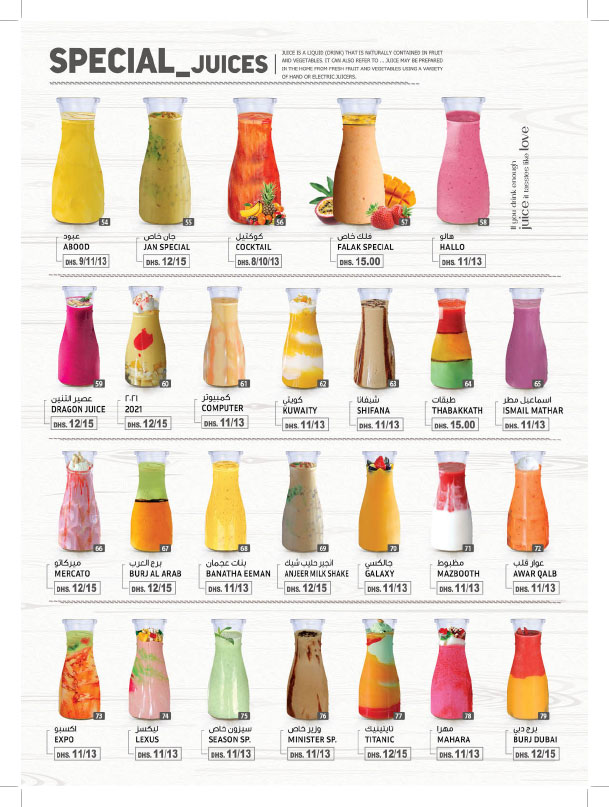 SPECIAL_JUICES
JUICE IS A LIQUID (DRINK) THAT IS NATURALLY CONTAINED IN FRUIT
AND VEGETABLES. IT CAN ALSO REFER TO ... JUICE MAY BE PREPARED
IN THE HOME FROM FRESH FRUIT AND VEGETABLES USING A VARIETY
OF HAND OR ELECTRIC JUICERS.
If you drink enough
juice it tastes like love
54
عبود
ABOOD
DHS. 9/11/13
55
جان خاص
JAN SPECIAL
DHS. 12/15
56
كوكتيل
COCKTAIL
DHS. 8/10/13
57
فلك خاص
FALAK SPECIAL
DHS. 15.00
58
هالو
HALLO
DHS. 11/13
59
عصير التنين
DRAGON JUICE
DHS. 12/15
60
٢٠٢١
2021
DHS. 12/15
61
كمبيوتر
COMPUTER
DHS. 11/13
62
كويتي
KUWAITY
DHS. 11/13
63
شيفانا
SHIFANA
DHS. 11/13
64
طبقات
THABAKKATH
DHS. 15.00
65
اسماعيل مطر
ISMAIL MATHAR
DHS. 11/13
66
ميركاتو
MERCATO
DHS. 12/15
67
برج العرب
BURJ AL ARAB
DHS. 12/15
68
بنات عجمان
BANATHA EEMAN
DHS. 11/13
69
انجير حليب شيك
ANJEER MILK SHAKE
DHS. 12/15
70
جالكسي
GALAXY
DHS. 11/13
71
مظبوط
MAZBOOTH
DHS. 11/13
72
عوار قلب
AWAR QALB
DHS. 11/13
73
اكسبو
EXPO
DHS. 11/13
74
ليكسز
LEXUS
DHS. 11/13
75
سيزون خاص
SEASON SP.
DHS. 11/13
76
وزير خاص
MINISTER SP.
DHS. 11/13
77
تايتينيك
TITANIC
DHS. 12/15
78
مهرا
MAHARA
DHS. 11/13
79
برج دبي
BURJ DUBAI
DHS. 12/15